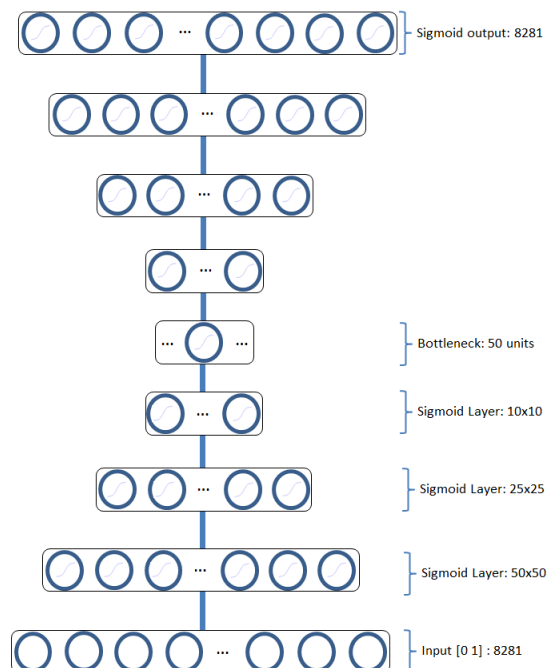 Sigmoid output: 8281
...
...
...
...
... ...
Bottleneck: 50 units
...
Sigmoid Layer: 10x10
...
Sigmoid Layer: 25x25
...
Sigmoid Layer: 50x50
...
Input [0 1] : 8281